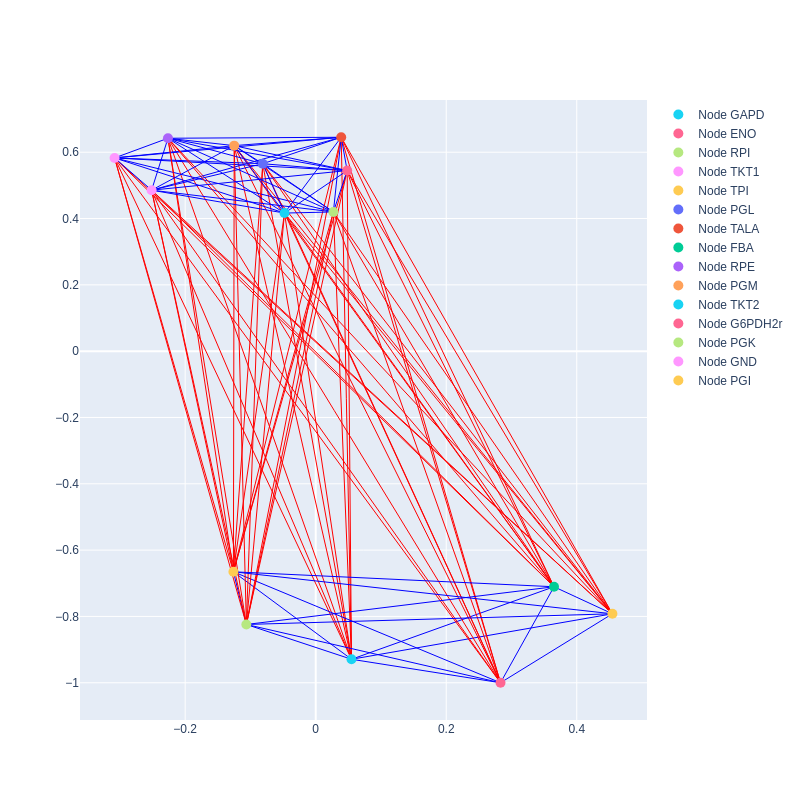 0.6
0.4
0.2
0
−0.2
−0.4
−0.6
−0.8
−1
−0.2
0
0.2
0.4
Node GAPD
Node ENO
Node RPI
Node TKT1
Node TPI
Node PGL
Node TALA
Node FBA
Node RPE
Node PGM
Node TKT2
Node G6PDH2r
Node PGK
Node GND
Node PGI